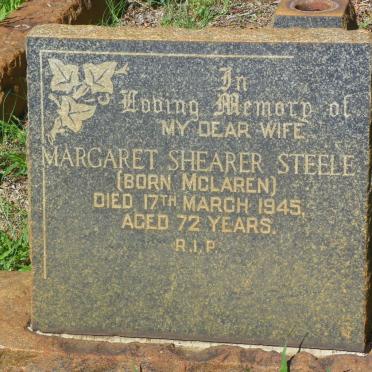 In
Loving Memory of
MY DEAR WIFE
MARGARET SHEARER STEELE
(BORN MCLAREN)
DIED 17TH MARCH 1945,
AGED 72 YEARS.
R.I.P.